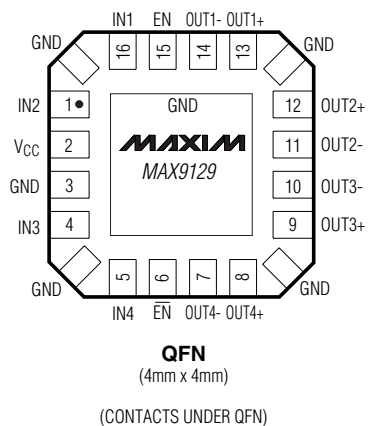 IN1 EN OUT1- OUT1+
GND GND
16 15 14 13
IN2 1 GND 12 OUT2+
VCC 2 MAXIM 11 OUT2-
MAX9129
GND 3 10 OUT3-
IN3 4 9 OUT3+
5 6 7 8
GND GND
IN4 E̅N̅ OUT4- OUT4+
QFN
(4mm x 4mm)
(CONTACTS UNDER QFN)